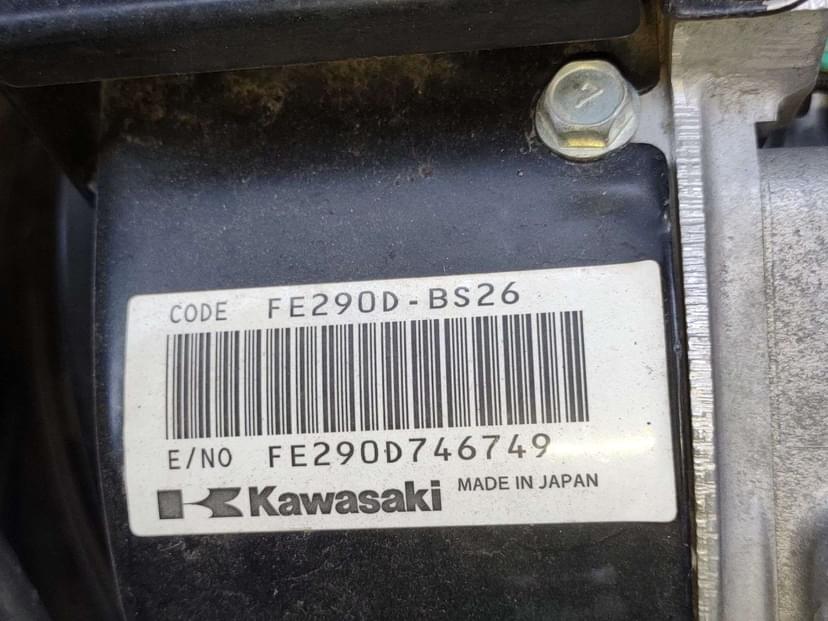 CODE FE290D-BS26
E/NO FE290D746749
Kawasaki MADE IN JAPAN